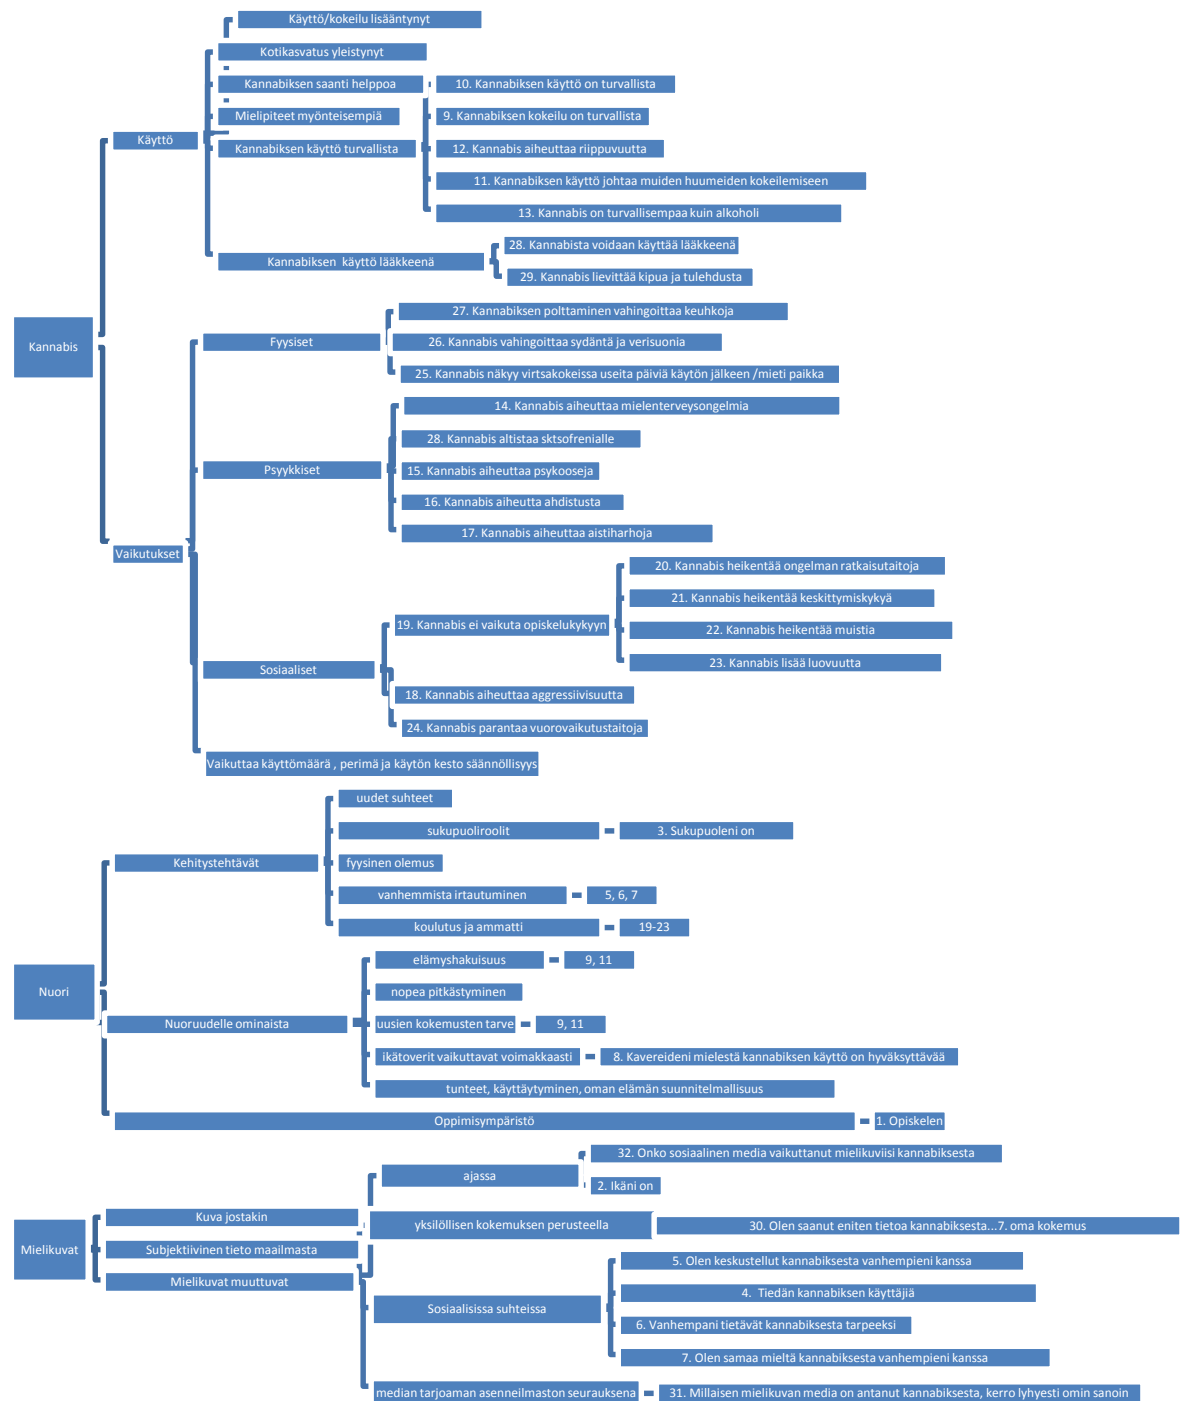 Käyttö/kokeilu lisääntynyt
Kotikasvatus yleistynyt
Kannabiksen saanti helppoa
10. Kannabiksen käyttö on turvallista
Mielipiteet myönteisempiä
9. Kannabiksen kokeilu on turvallista
Käyttö
Kannabiksen käyttö turvallista
12. Kannabis aiheuttaa riippuvuutta
11. Kannabiksen käyttö johtaa muiden huumeiden kokeilemiseen
13. Kannabis on turvallisempaa kuin alkoholi
28. Kannabista voidaan käyttää lääkkeenä
Kannabiksen käyttö lääkkeenä
29. Kannabis lievittää kipua ja tulehdusta
Kannabis
27. Kannabiksen polttaminen vahingoittaa keuhkoja
Fyysiset
26. Kannabis vahingoittaa sydäntä ja verisuonia
25. Kannabis näkyy virtsakokeissa useita päiviä käytön jälkeen /mieti paikka
14. Kannabis aiheuttaa mielenterveysongelmia
28. Kannabis altistaa sktsofrenialle
Psyykkiset
15. Kannabis aiheuttaa psykooseja
16. Kannabis aiheutta ahdistusta
17. Kannabis aiheuttaa aistiharhoja
Vaikutukset
20. Kannabis heikentää ongelman ratkaisutaitoja
21. Kannabis heikentää keskittymiskykyä
19. Kannabis ei vaikuta opiskelukykyyn
22. Kannabis heikentää muistia
23. Kannabis lisää luovuutta
Sosiaaliset
18. Kannabis aiheuttaa aggressiivisuutta
24. Kannabis parantaa vuorovaikutustaitoja
Vaikuttaa käyttömäärä , perimä ja käytön kesto säännöllisyys
uudet suhteet
sukupuoliroolit
3. Sukupuoleni on
Kehitystehtävät
fyysinen olemus
vanhemmista irtautuminen
5, 6, 7
koulutus ja ammatti
19-23
elämyshakuisuus
9, 11
Nuori
nopea pitkästyminen
Nuoruudelle ominaista
uusien kokemusten tarve
9, 11
ikätoverit vaikuttavat voimakkaasti
8. Kavereideni mielestä kannabiksen käyttö on hyväksyttävää
tunteet, käyttäytyminen, oman elämän suunnitelmallisuus
Oppimisympäristö
1. Opiskelen
32. Onko sosiaalinen media vaikuttanut mielikuviisi kannabiksesta
ajassa
2. Ikäni on
Kuva jostakin
yksilöllisen kokemuksen perusteella
30. Olen saanut eniten tietoa kannabiksesta...7. oma kokemus
Mielikuvat
Subjektiivinen tieto maailmasta
Mielikuvat muuttuvat
5. Olen keskustellut kannabiksesta vanhempieni kanssa
4. Tiedän kannabiksen käyttäjiä
Sosiaalisissa suhteissa
6. Vanhempani tietävät kannabiksesta tarpeeksi
7. Olen samaa mieltä kannabiksesta vanhempieni kanssa
median tarjoaman asenneilmaston seurauksena
31. Millaisen mielikuvan media on antanut kannabiksesta, kerro lyhyesti omin sanoin